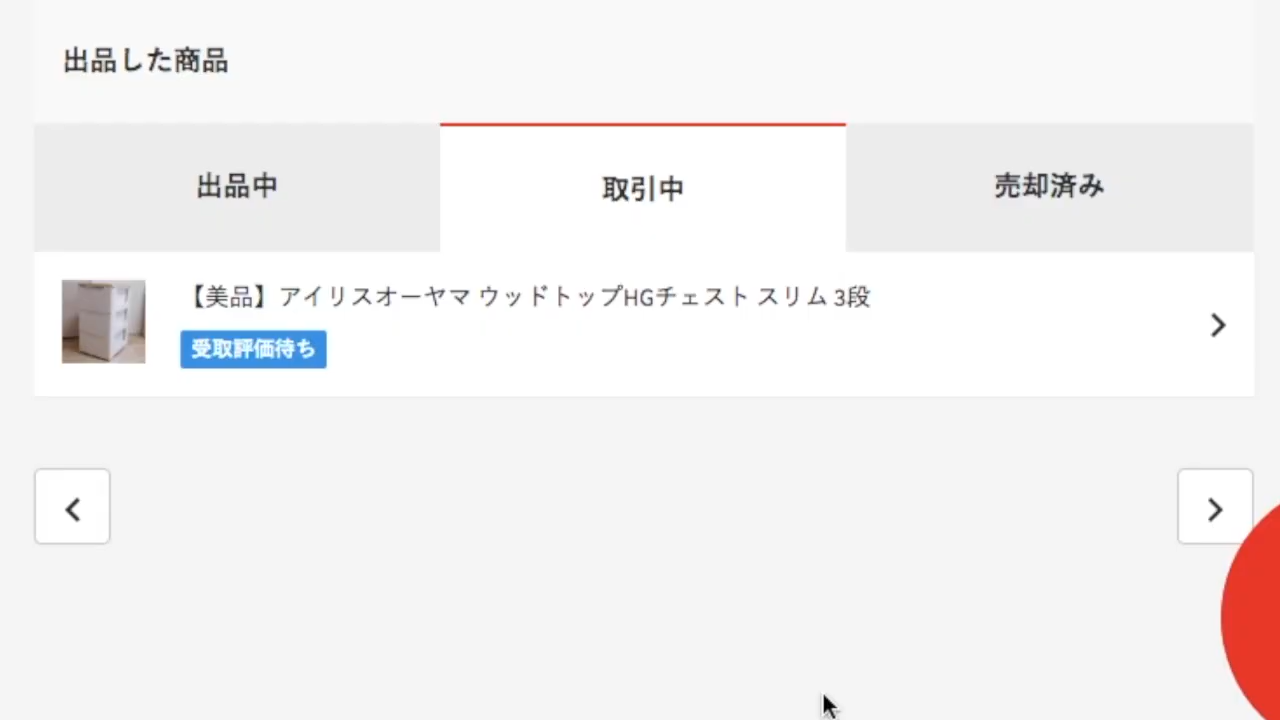 出品した商品
出品中
取引中
売却済み
【美品】アイリスオーヤマ ウッドトップHGチェスト スリム 3段
受取評価待ち